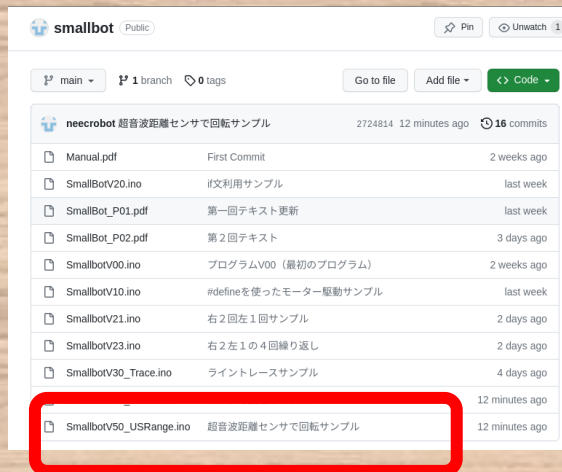 smallbot Public
Pin Unwatch 1
main 1 branch 0 tags Go to file Add file Code
neecrobot 超音波距離センサで回転サンプル 2724814 12 minutes ago 16 commits
Manual.pdf First Commit 2 weeks ago
SmallBotV20.ino if文利用サンプル last week
SmallBot_P01.pdf 第一回テキスト更新 last week
SmallBot_P02.pdf 第２回テキスト 3 days ago
SmallbotV00.ino プログラムV00（最初のプログラム） 2 weeks ago
SmallbotV10.ino #defineを使ったモーター駆動サンプル last week
SmallbotV21.ino 右２回左１回サンプル 2 days ago
SmallbotV23.ino 右２左１の４回繰り返し 2 days ago
SmallbotV30_Trace.ino ライントレースサンプル 4 days ago
12 minutes ago
SmallbotV50_USRange.ino 超音波距離センサで回転サンプル 12 minutes ago